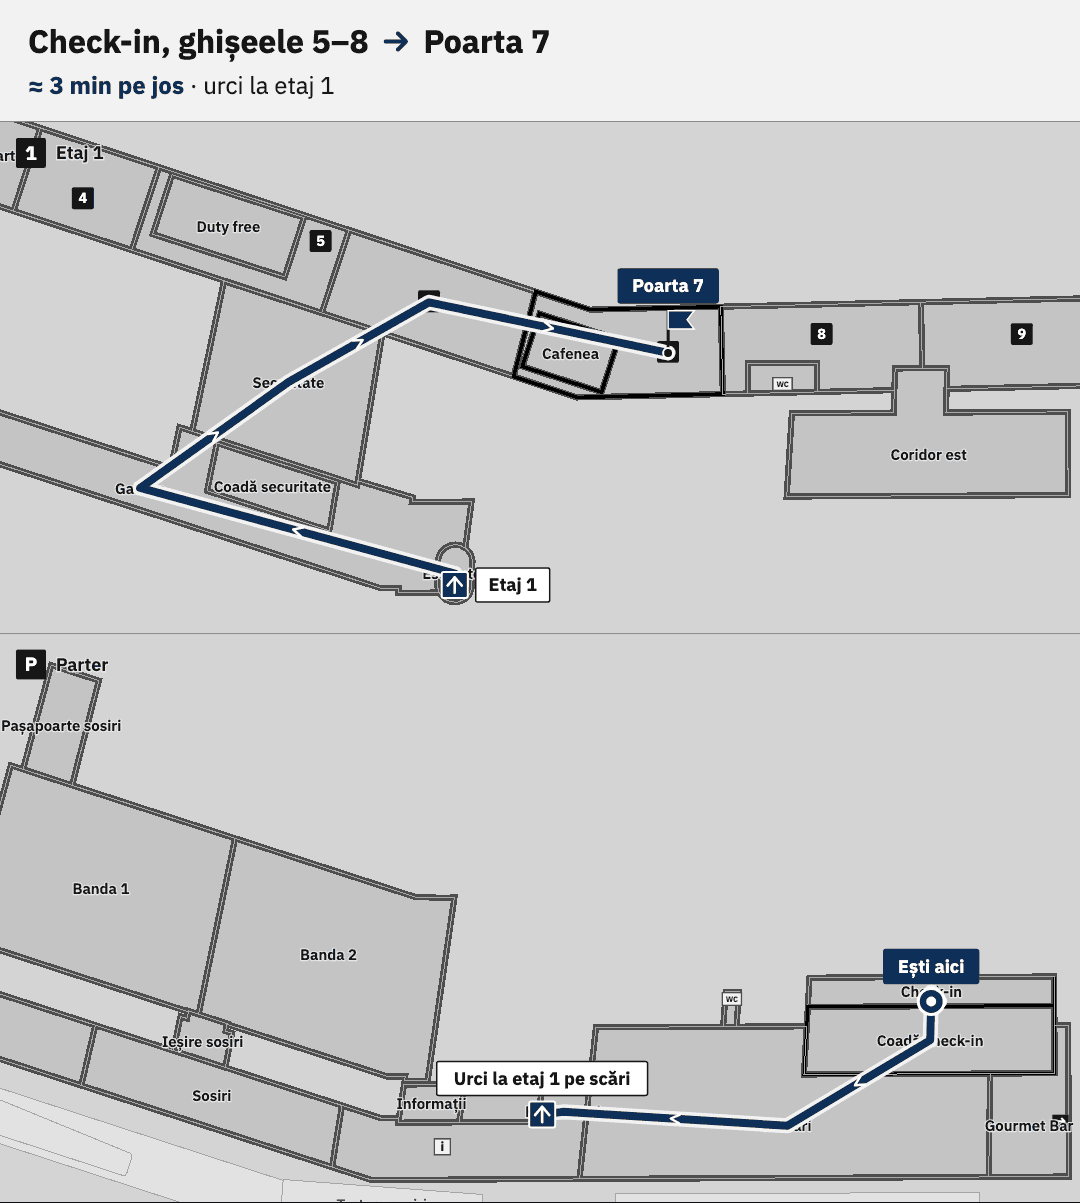 Check-in, ghișeele 5–8 → Poarta 7
≈ 3 min pe jos · urci la etaj 1
1 Etaj 1
4
Duty free
5
Poarta 7
8
9
Cafenea
wc
Coridor est
Coadă securitate
Etaj 1
P Parter
Pașapoarte sosiri
Banda 1
Banda 2
Ești aici
wc
Ieșire sosiri
Urci la etaj 1 pe scări
Sosiri
Informații
i
Gourmet Bar